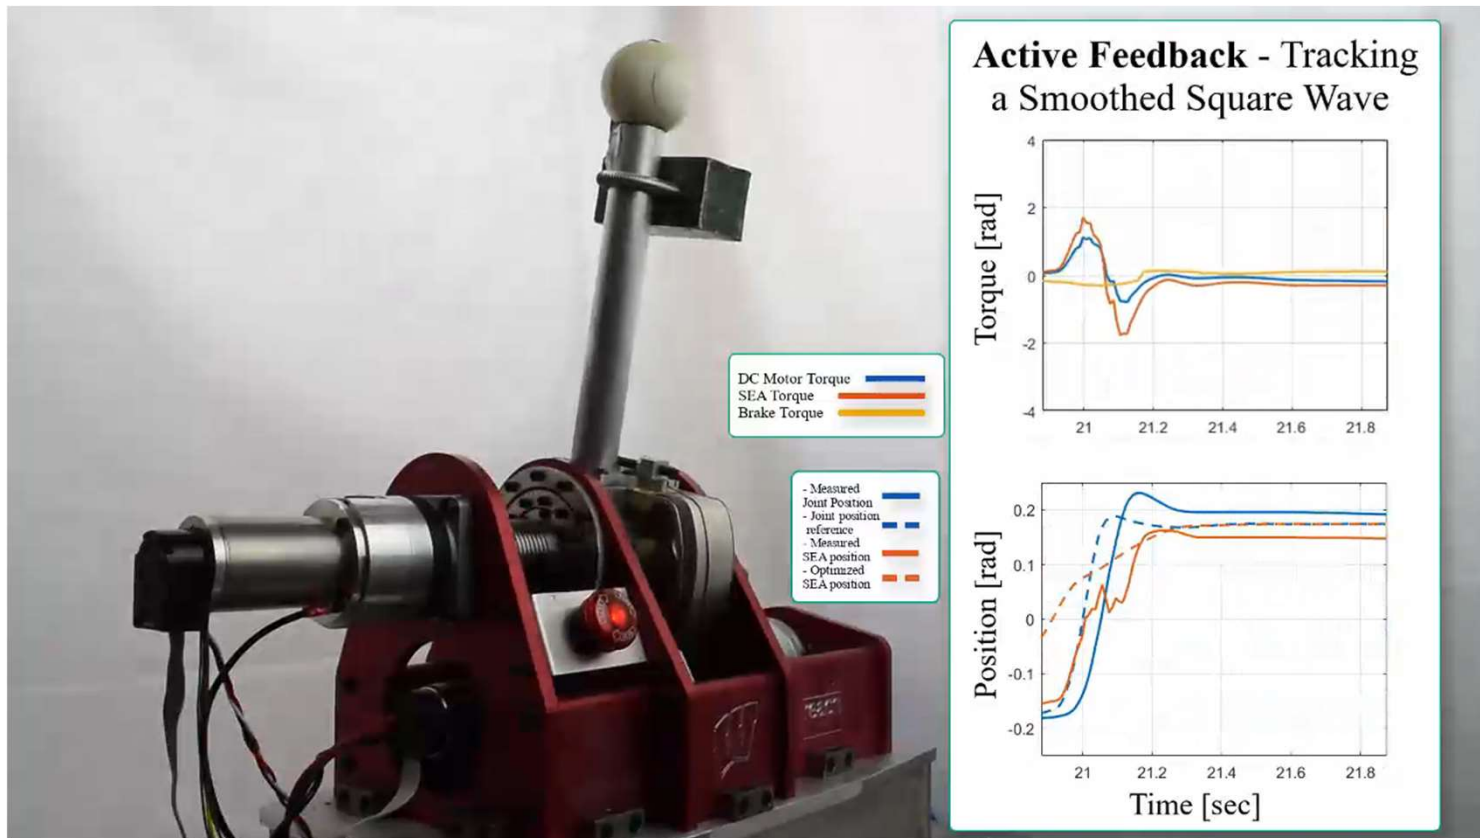 Active Feedback - Tracking
a Smoothed Square Wave
4
2
0
-2
-4
Torque [rad]
21 21.2 21.4 21.6 21.8
DC Motor Torque
SEA Torque
Brake Torque
- Measured
Joint Position
- Joint position
reference
- Measured
SEA position
- Optimized
SEA position
0.2
0.1
0
-0.1
-0.2
Position [rad]
21 21.2 21.4 21.6 21.8
Time [sec]
W